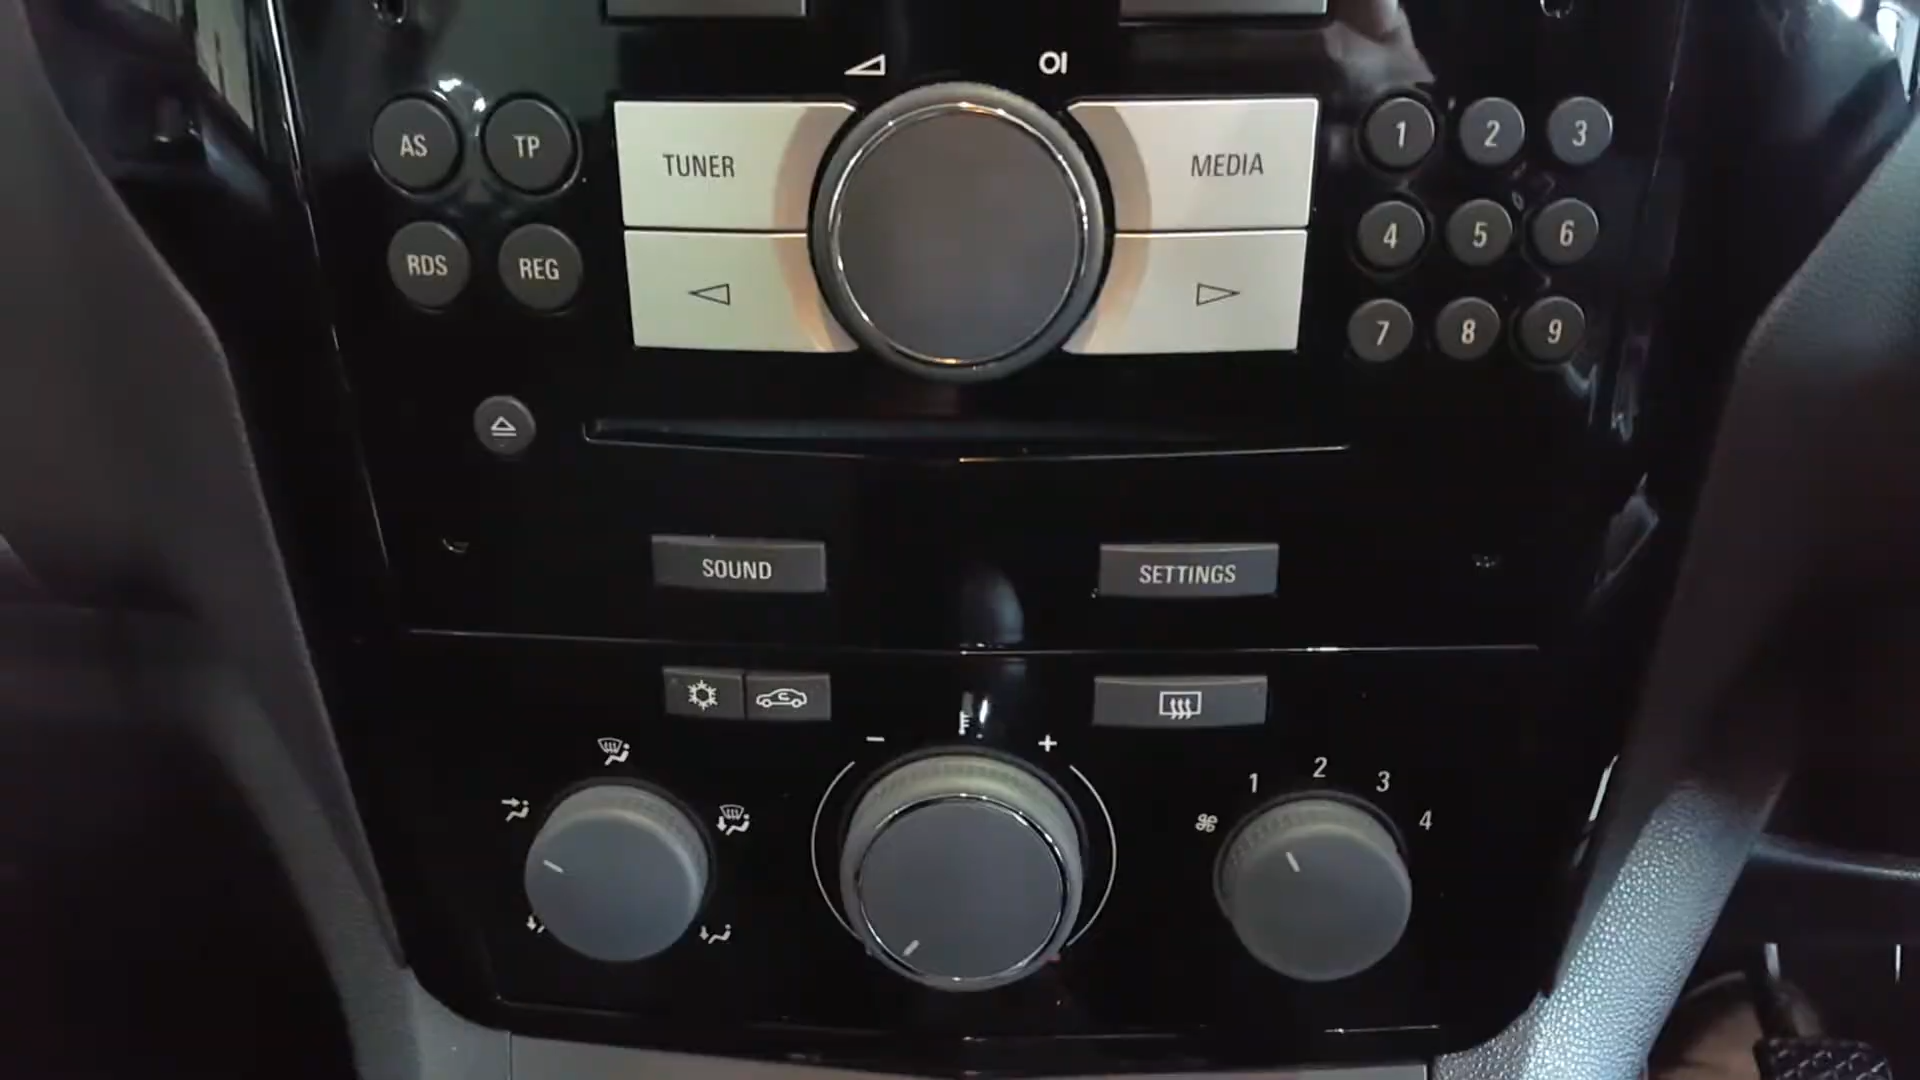 OI
AS TP
TUNER
MEDIA
1 2 3
RDS REG
4 5 6
7 8 9
SOUND
SETTINGS
- +
1 2 3 4